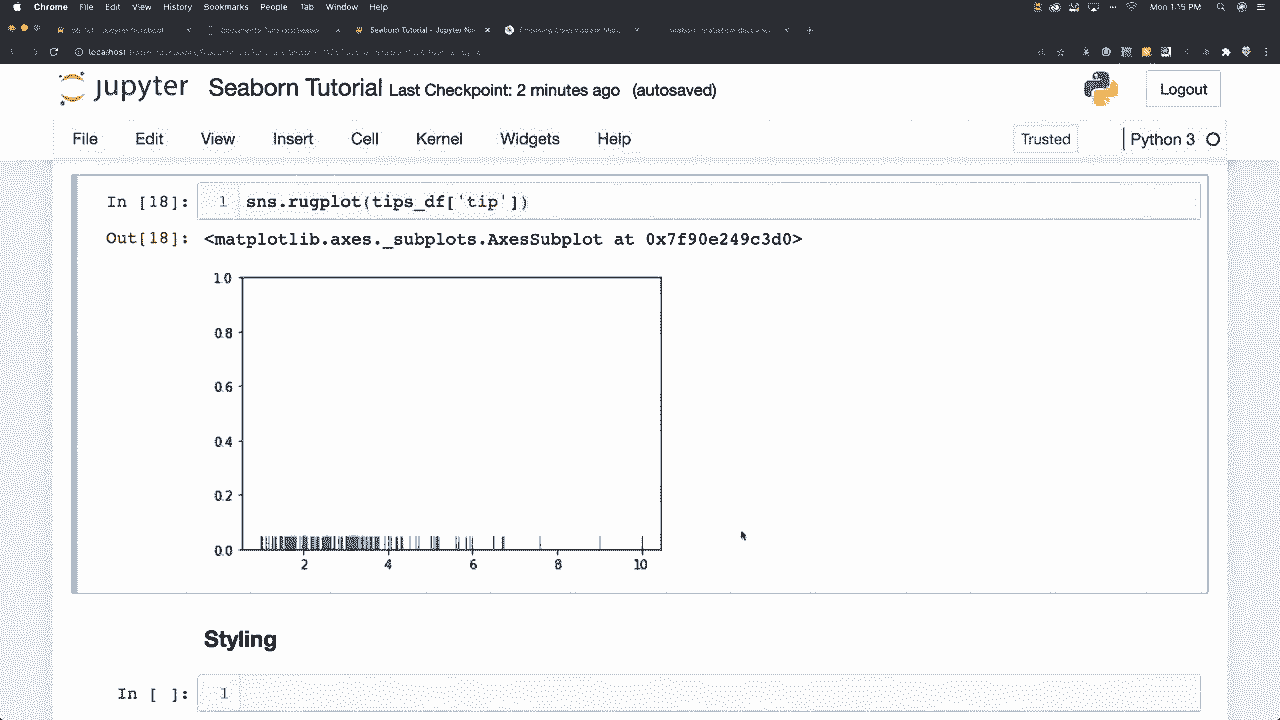 Chrome File Edit View History Bookmarks People Tab Window Help Mon 1:15 PM
Seaborn Tutorial - Jupyter
localhost
jupyter Seaborn Tutorial Last Checkpoint: 2 minutes ago (autosaved) Logout
File Edit View Insert Cell Kernel Widgets Help Trusted Python 3
In [18]: 1 sns.rugplot(tips_df['tip'])
Out[18]: <matplotlib.axes._subplots.AxesSubplot at 0x7f90e249c3d0>
1.0
0.8
0.6
0.4
0.2
0.0
2 4 6 8 10
Styling
In [ ]: 1